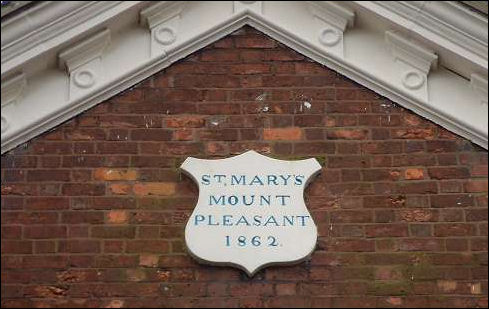 ST. MARY'S
MOUNT
PLEASANT
1862.